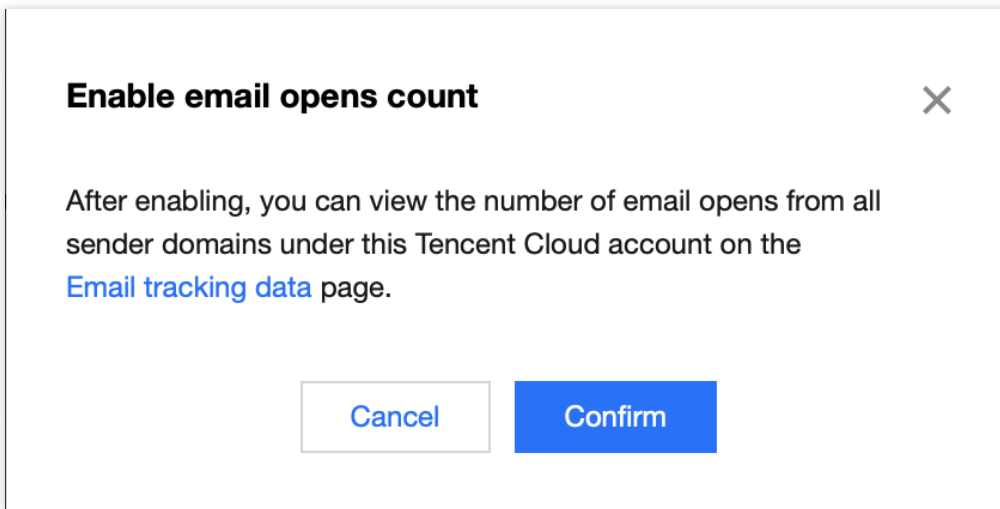 Enable email opens count
After enabling, you can view the number of email opens from all
sender domains under this Tencent Cloud account on the
Email tracking data page.
Cancel
Confirm